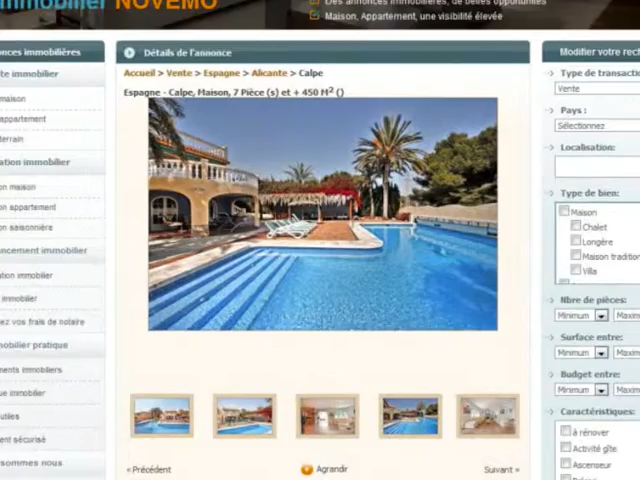 Immobilier NOVEMO
Des annonces immobilières, de belles opportunités
Maison, Appartement, une visibilité élevée
nces immobilières
te immobilier
maison
appartement
terrain
ation immobilier
on maison
on appartement
on saisonnière
ncement immobilier
ation immobilier
immobilier
ez vos frais de notaire
mobilier pratique
ments immobiliers
ue immobilier
utiles
ent sécurisé
sommes nous
Détails de l'annonce
Accueil > Vente > Espagne > Alicante > Calpe
Espagne - Calpe, Maison, 7 Pièce (s) et + 450 M² ()
« Précédent
Agrandir
Suivant »
Modifier votre rech
Type de transactio
Vente
Pays :
Sélectionnez
Localisation:
Type de bien:
Maison
Chalet
Longère
Maison tradition
Villa
Nbre de pièces:
Minimum Maxim
Surface entre:
Minimum Maxim
Budget entre:
Minimum Maxim
Caractéristiques:
à rénover
Activité gîte
Ascenseur